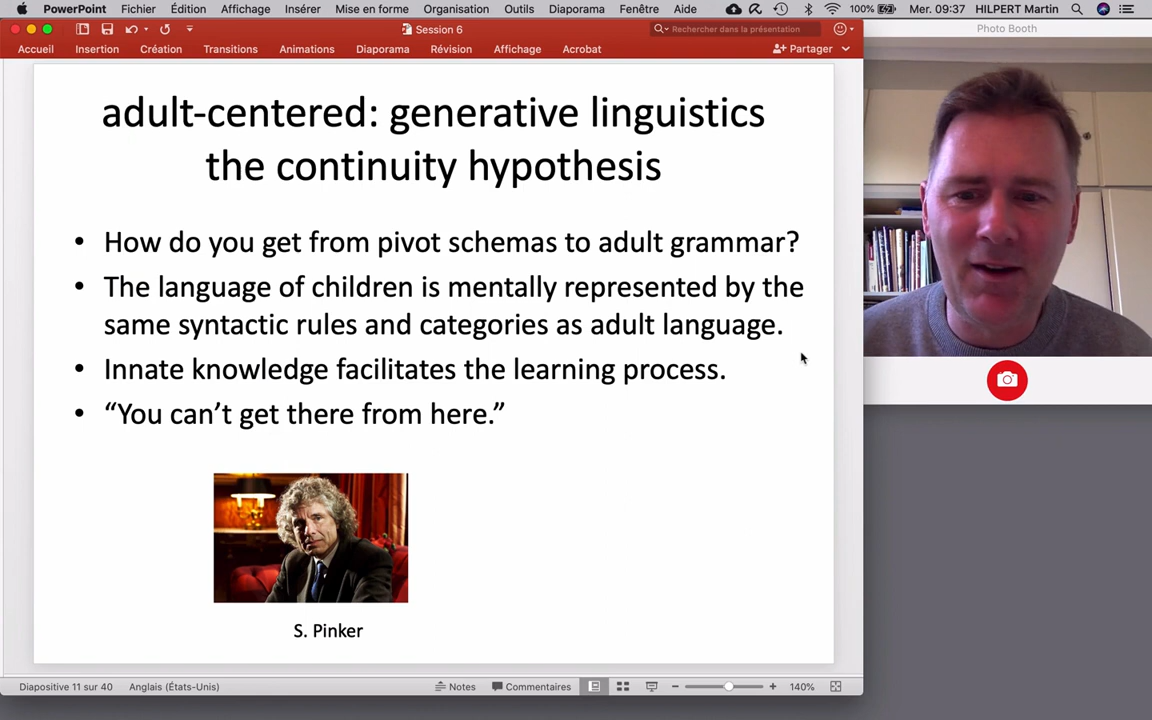 PowerPoint Fichier Édition Affichage Insérer Mise en forme Organisation Outils Diaporama Fenêtre Aide 100% Mer. 09:37 HILPERT Martin
Session 6
Rechercher dans la présentation
Photo Booth
Accueil Insertion Création Transitions Animations Diaporama Révision Affichage Acrobat Partager
adult-centered: generative linguistics
the continuity hypothesis
• How do you get from pivot schemas to adult grammar?
• The language of children is mentally represented by the
same syntactic rules and categories as adult language.
• Innate knowledge facilitates the learning process.
• “You can’t get there from here.”
S. Pinker
Diapositive 11 sur 40 Anglais (États-Unis) Notes Commentaires 140%